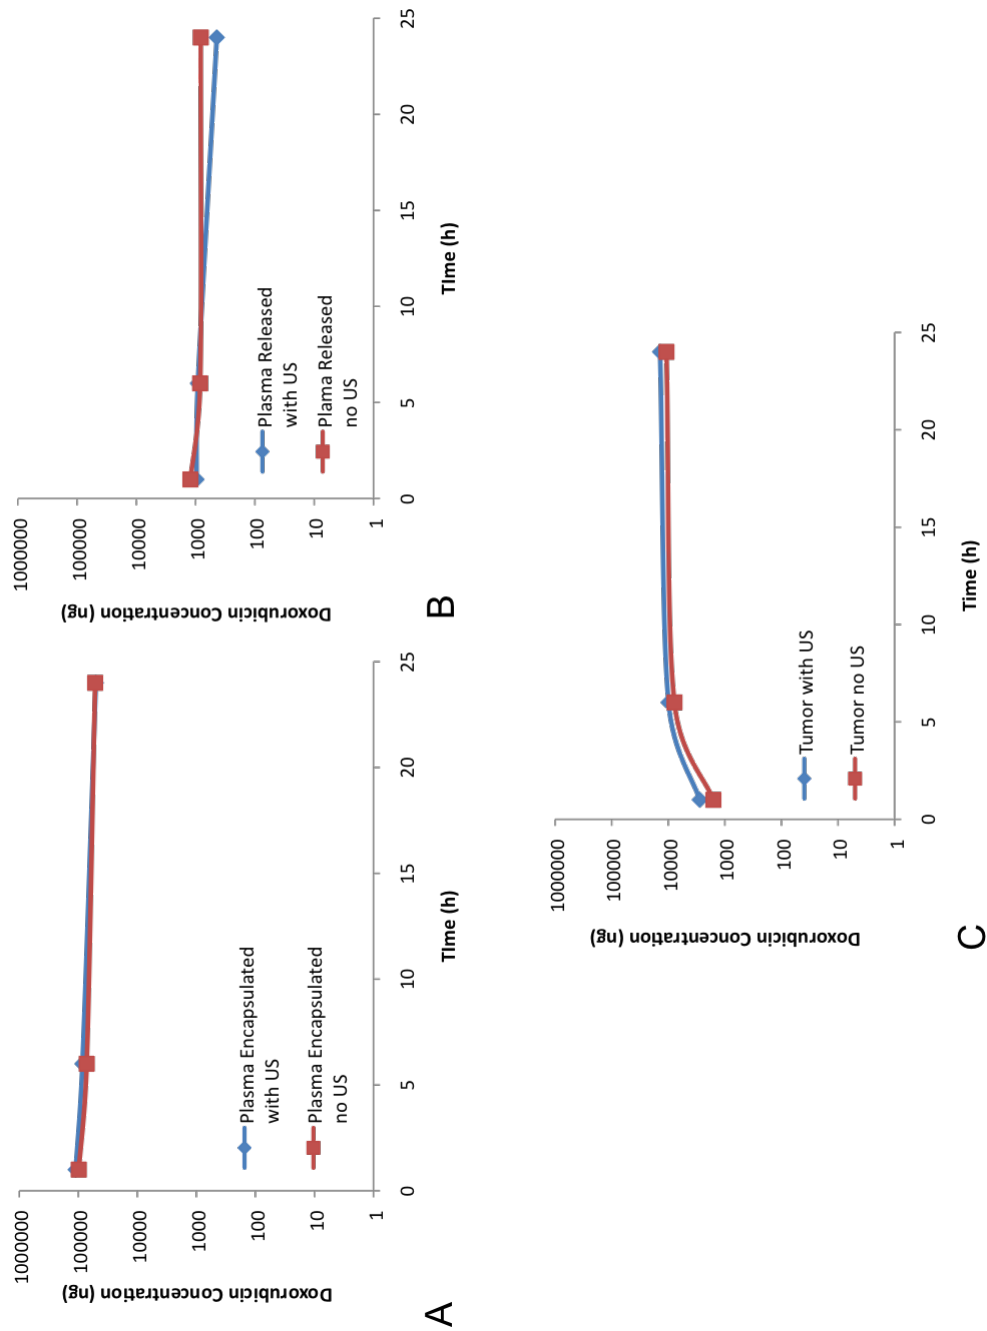 1000000
100000
10000
1000
100
10
1
Doxorubicin Concentration (ng)
0
5
10
15
20
25
TIme (h)
Plasma Encapsulated
with US
Plasma Encapsulated
no US
A
1000000
100000
10000
1000
100
10
1
Doxorubicin Concentration (ng)
0
5
10
15
20
25
TIme (h)
Plasma Released
with US
Plama Released
no US
B
1000000
100000
10000
1000
100
10
1
Doxorubicin Concentration (ng)
0
5
10
15
20
25
Time (h)
Tumor with US
Tumor no US
C